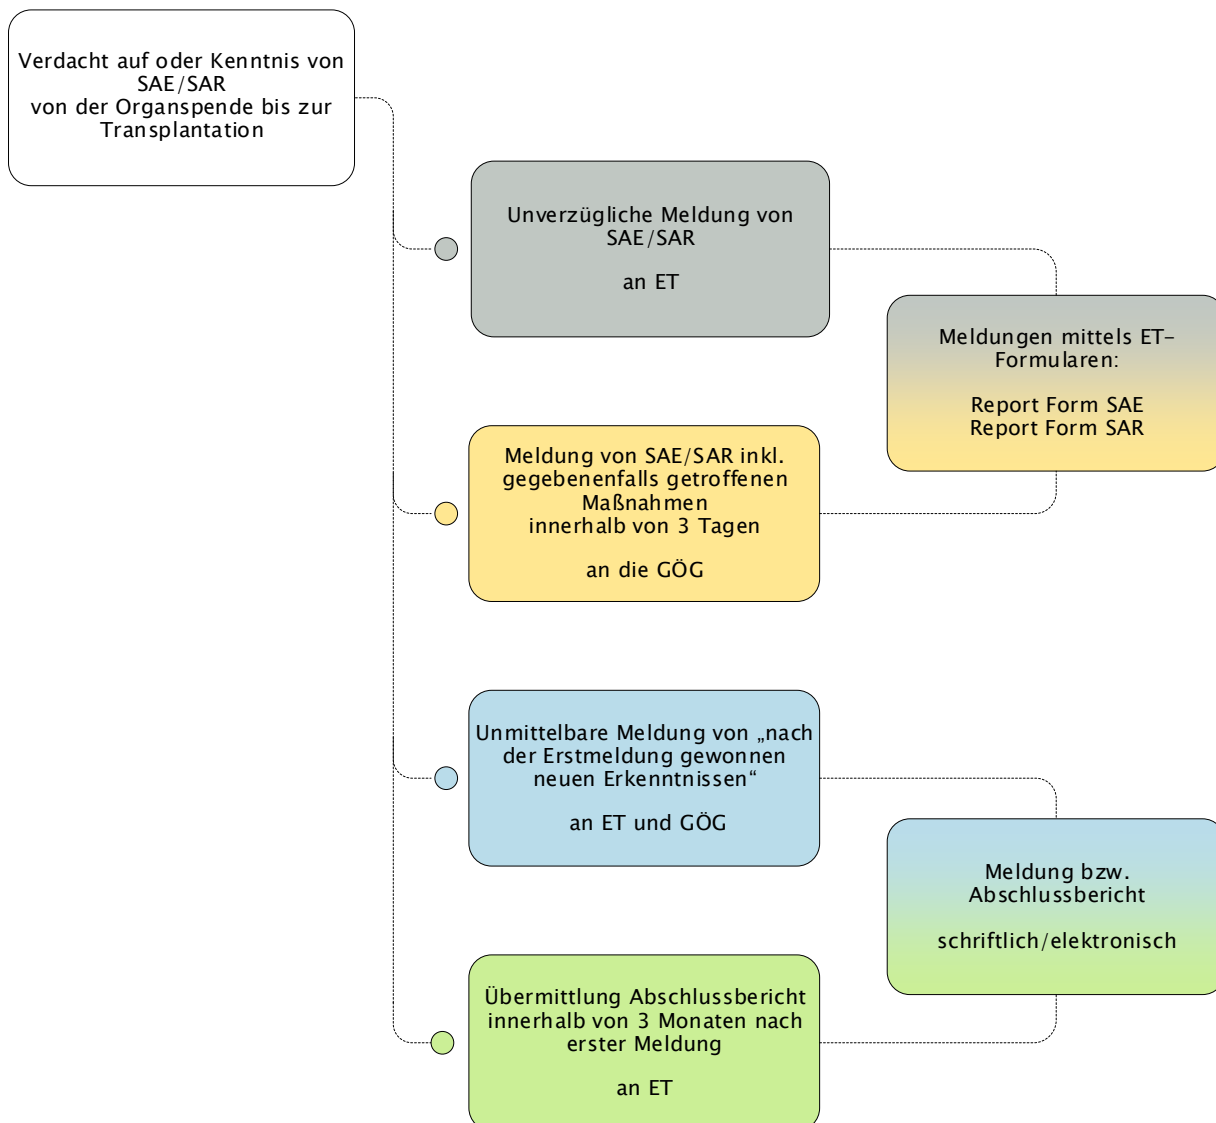 Verdacht auf oder Kenntnis von
SAE/SAR
von der Organspende bis zur
Transplantation
Unverzügliche Meldung von
SAE/SAR
an ET
Meldungen mittels ET-
Formularen:
Report Form SAE
Report Form SAR
Meldung von SAE/SAR inkl.
gegebenenfalls getroffenen
Maßnahmen
innerhalb von 3 Tagen
an die GÖG
Unmittelbare Meldung von „nach
der Erstmeldung gewonnen
neuen Erkenntnissen“
an ET und GÖG
Meldung bzw.
Abschlussbericht
schriftlich/elektronisch
Übermittlung Abschlussbericht
innerhalb von 3 Monaten nach
erster Meldung
an ET